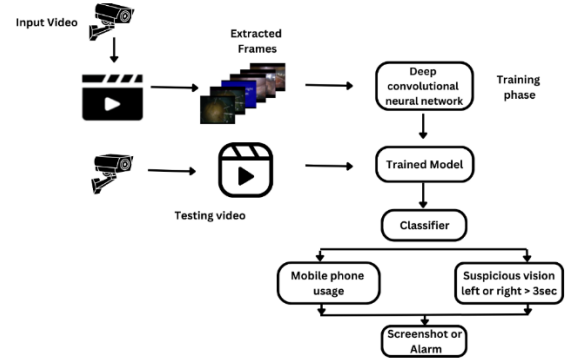 Input Video
Extracted
Frames
Deep
convolutional
neural network
Training
phase
Trained Model
Testing video
Classifier
Mobile phone
usage
Suspicious vision
left or right > 3sec
Screenshot or
Alarm